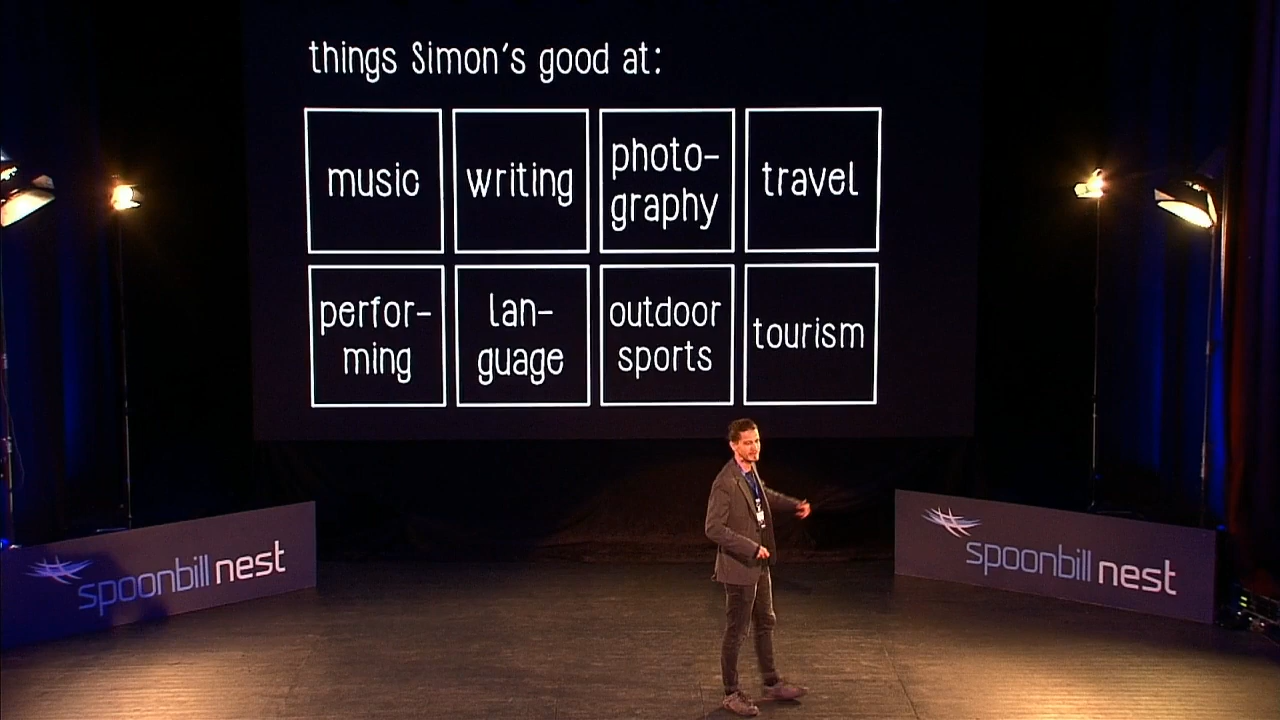 things Simon's good at:
music
writing
photo-
graphy
travel
perfor-
ming
lan-
guage
outdoor
sports
tourism
spoonbill nest
spoonbill nest